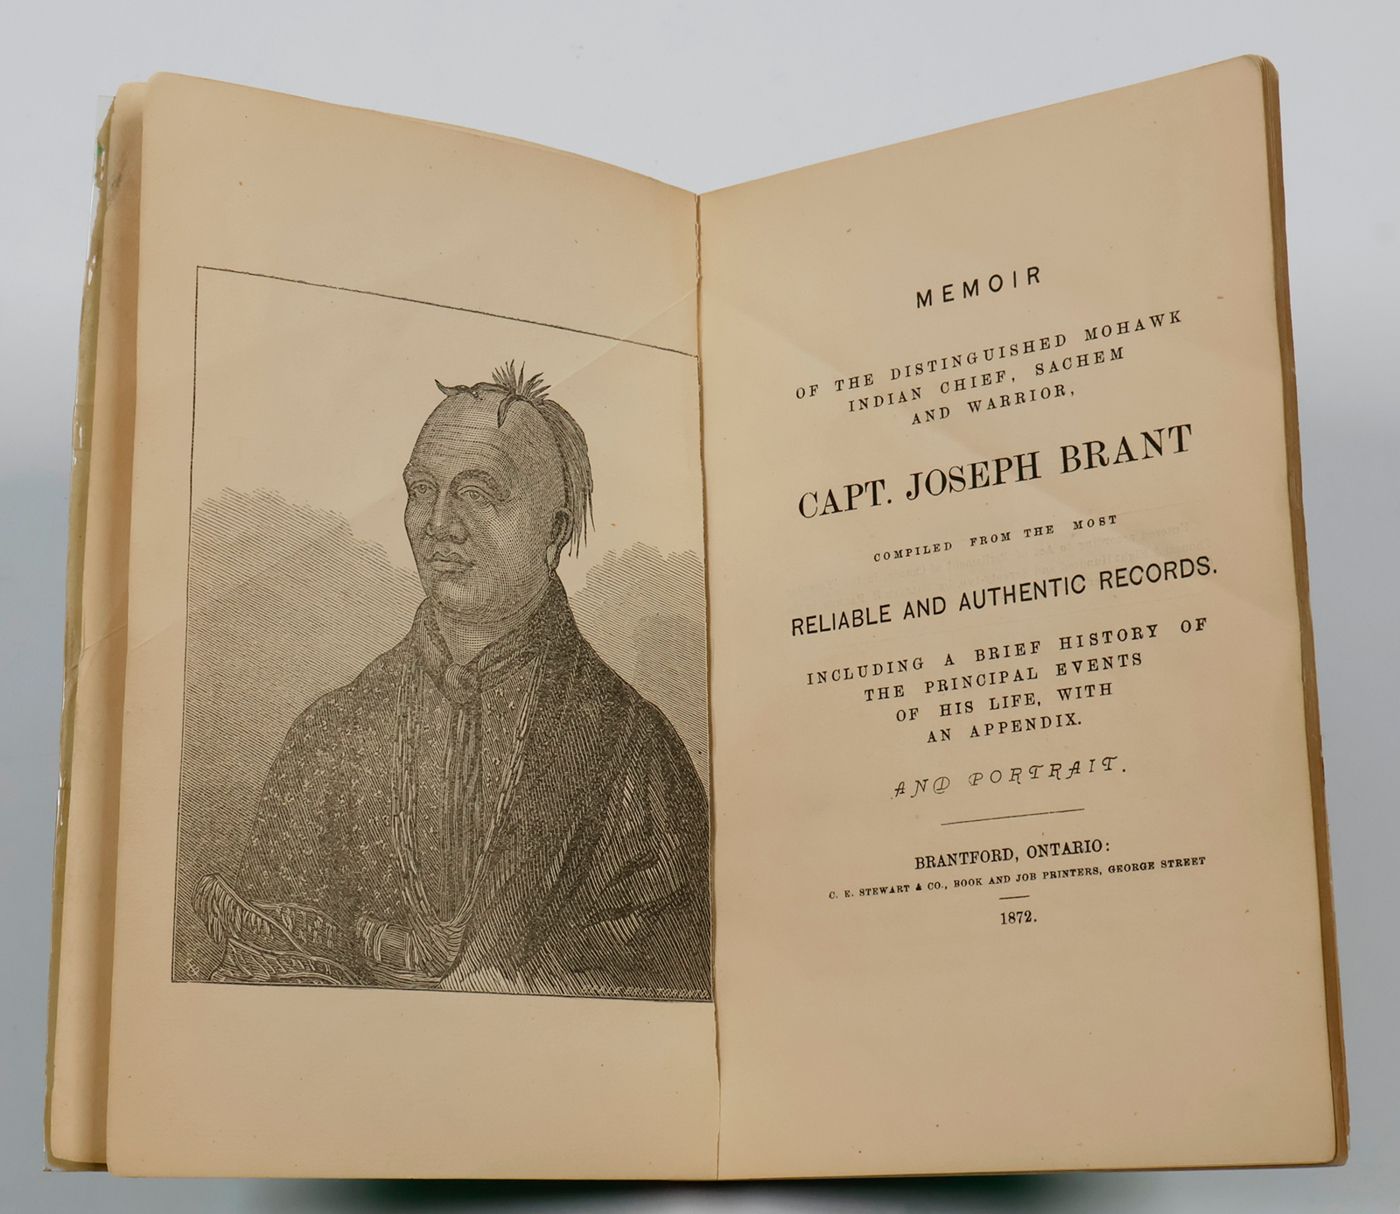 MEMOIR
OF THE DISTINGUISHED MOHAWK
INDIAN CHIEF, SACHEM
AND WARRIOR,
CAPT. JOSEPH BRANT
COMPILED FROM THE MOST
RELIABLE AND AUTHENTIC RECORDS.
INCLUDING A BRIEF HISTORY OF
THE PRINCIPAL EVENTS
OF HIS LIFE, WITH
AN APPENDIX.
AND PORTRAIT.
BRANTFORD, ONTARIO:
C. E. STEWART & CO., BOOK AND JOB PRINTERS, GEORGE STREET
1872.